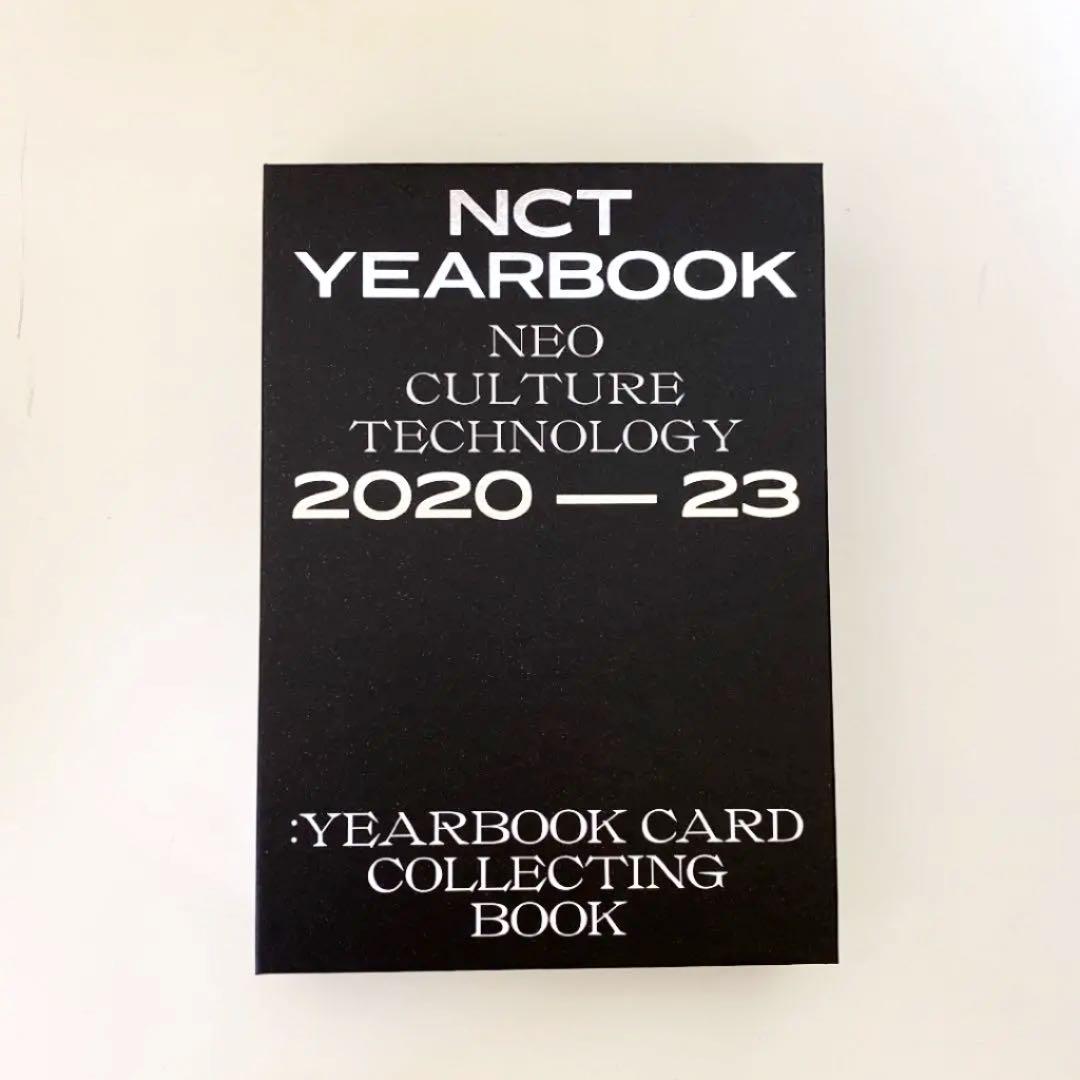 NCT
YEARBOOK
NEO
CULTURE
TECHNOLOGY
2020 — 23
:YEARBOOK CARD
COLLECTING
BOOK